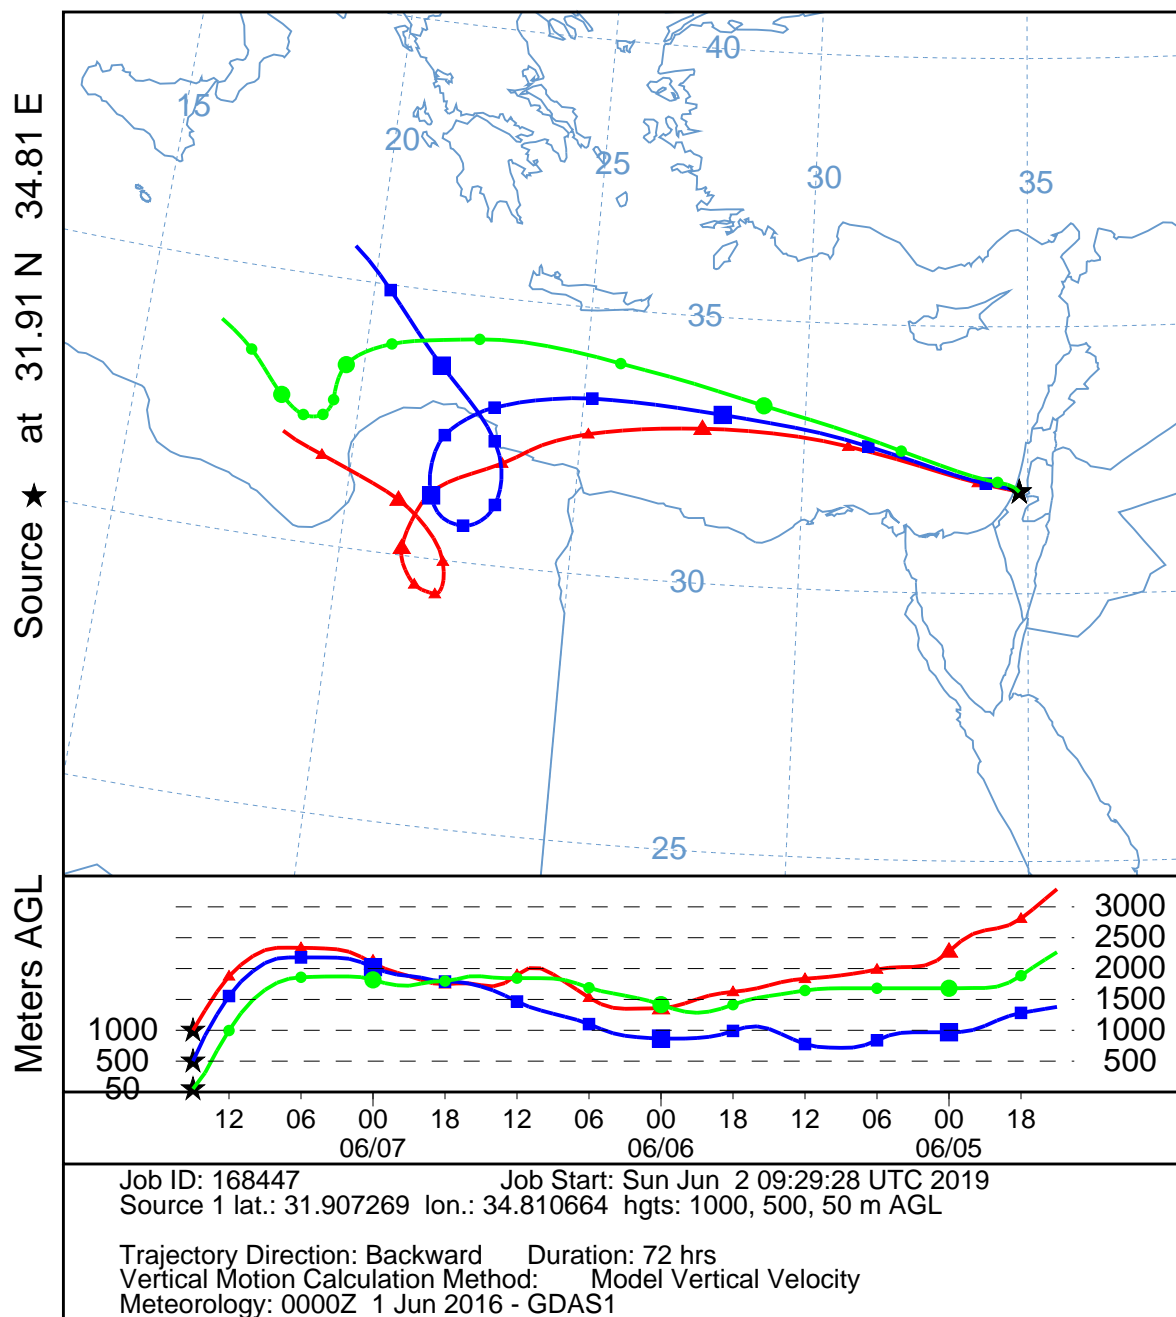 Source ★ at 31.91 N 34.81 E
40
15
20
25
30
35
35
30
25
Meters AGL
3000
2500
2000
1500
1000 1000
500 500
50
12 06 00 18 12 06 00 18 12 06 00 18
06/07 06/06 06/05
Job ID: 168447 Job Start: Sun Jun 2 09:29:28 UTC 2019
Source 1 lat.: 31.907269 lon.: 34.810664 hgts: 1000, 500, 50 m AGL
Trajectory Direction: Backward Duration: 72 hrs
Vertical Motion Calculation Method: Model Vertical Velocity
Meteorology: 0000Z 1 Jun 2016 - GDAS1